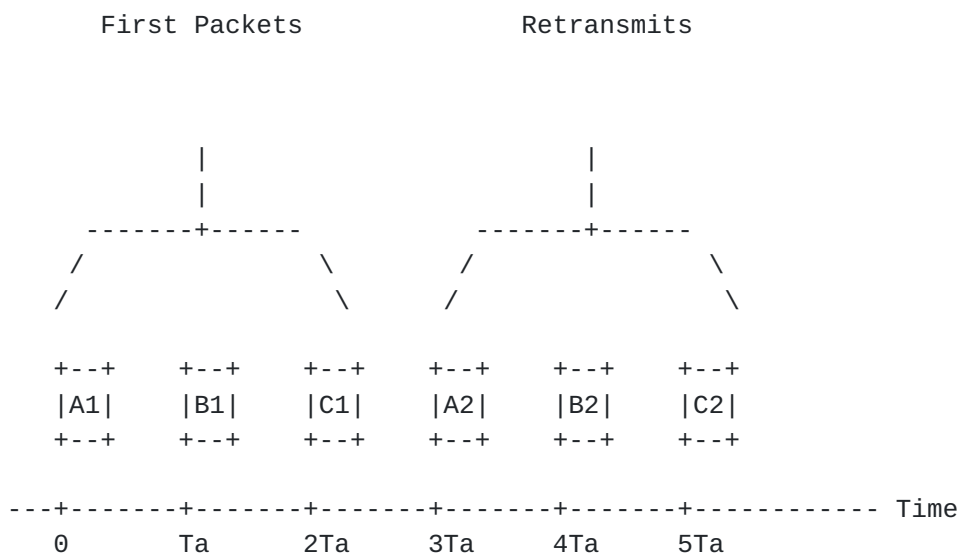 First Packets                Retransmits
|                         |
|                         |
-------+------           -------+------
/               \        /               \
/                 \      /                 \
+--+    +--+    +--+    +--+    +--+    +--+
|A1|    |B1|    |C1|    |A2|    |B2|    |C2|
+--+    +--+    +--+    +--+    +--+    +--+
---+-------+-------+-------+-------+-------+------------ Time
0       Ta      2Ta     3Ta     4Ta     5Ta